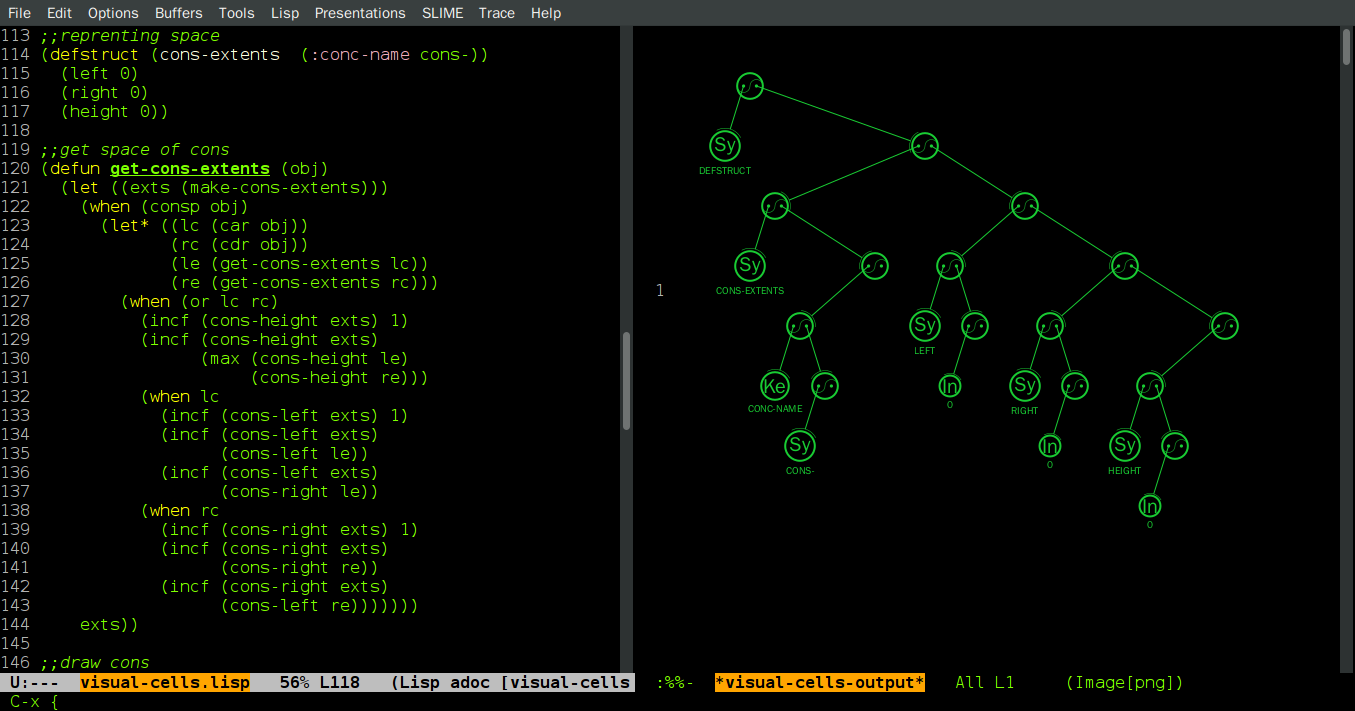 File Edit Options Buffers Tools Lisp Presentations SLIME Trace Help
113 ;;reprenting space
114 (defstruct (cons-extents  (:conc-name cons-))
115   (left 0)
116   (right 0)
117   (height 0))
118
119 ;;get space of cons
120 (defun get-cons-extents (obj)
121   (let ((exts (make-cons-extents)))
122     (when (consp obj)
123       (let* ((lc (car obj))
124              (rc (cdr obj))
125              (le (get-cons-extents lc))
126              (re (get-cons-extents rc)))
127         (when (or lc rc)
128           (incf (cons-height exts) 1)
129           (incf (cons-height exts)
130                 (max (cons-height le)
131                      (cons-height re)))
132           (when lc
133             (incf (cons-left exts) 1)
134             (incf (cons-left exts)
135                   (cons-left le))
136             (incf (cons-left exts)
137                   (cons-right le))
138           (when rc
139             (incf (cons-right exts) 1)
140             (incf (cons-right exts)
141                   (cons-right re))
142             (incf (cons-right exts)
143                   (cons-left re)))))))
144     exts))
145
146 ;;draw cons
U:--- visual-cells.lisp 56% L118 (Lisp adoc [visual-cells
C-x {
1
Sy
DEFSTRUCT
Sy
CONS-EXTENTS
Sy
LEFT
Ke
CONC-NAME
In
0
Sy
RIGHT
Sy
CONS-
In
0
Sy
HEIGHT
In
0
:%%- *visual-cells-output* All L1 (Image[png])